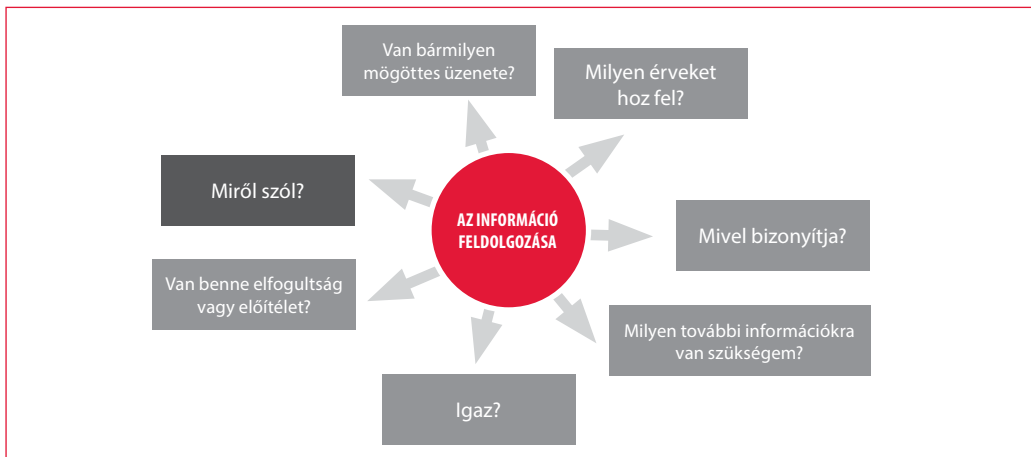 Van bármilyen
mögöttes üzenete?
Milyen érveket
hoz fel?
Miről szól?
AZ INFORMÁCIÓ
FELDOLGOZÁSA
Mivel bizonyítja?
Van benne elfogultság
vagy előítélet?
Milyen további információkra
van szükségem?
Igaz?